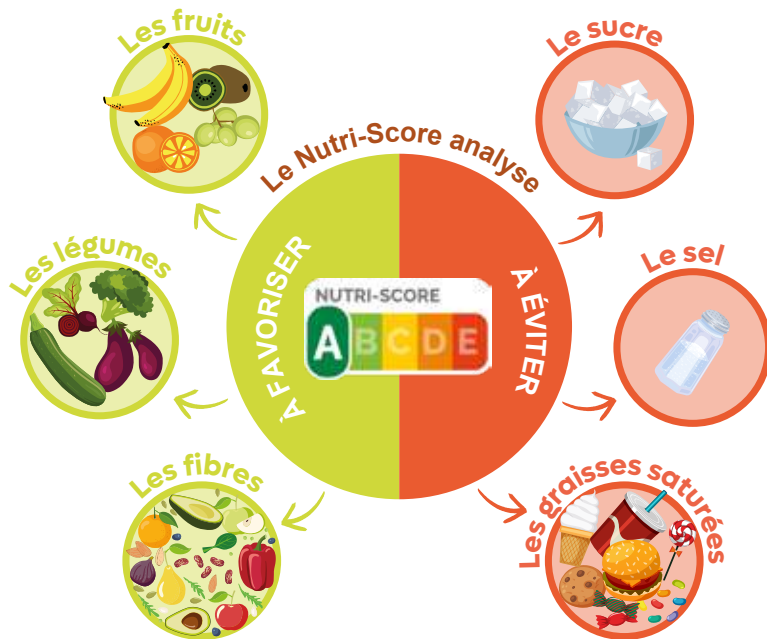 Les fruits
Le sucre
Le Nutri-Score analyse
Les légumes
Le sel
À FAVORISER
À ÉVITER
NUTRI-SCORE
A B C D E
Les fibres
Les graisses saturées